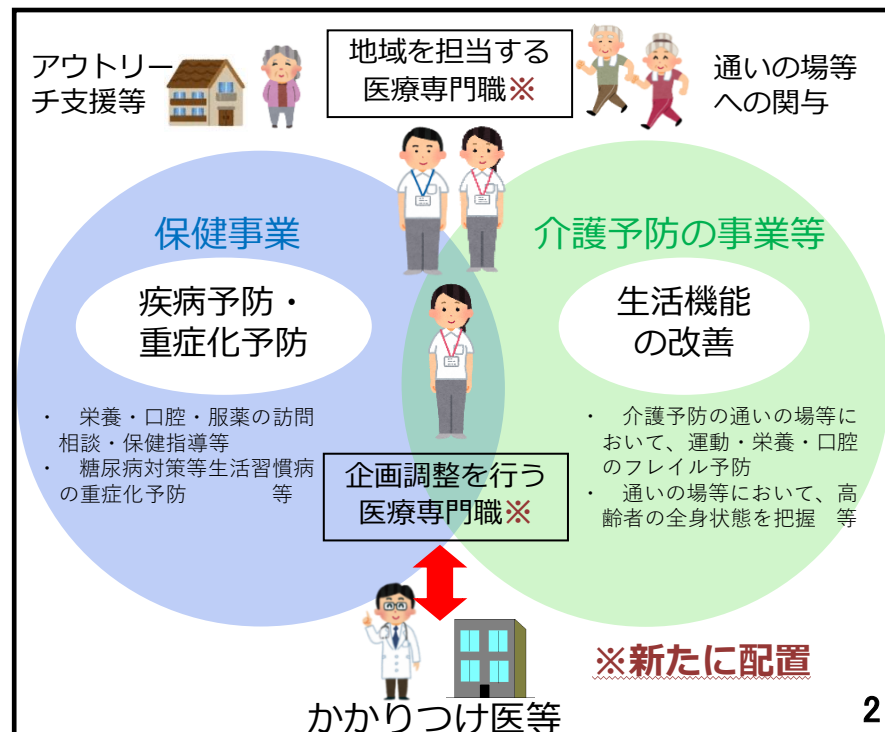 アウトリー
チ支援等
地域を担当する
医療専門職※
通いの場等
への関与
保健事業
疾病予防・
重症化予防
・ 栄養・口腔・服薬の訪問
相談・保健指導等
・ 糖尿病対策等生活習慣病
の重症化予防 等
介護予防の事業等
生活機能
の改善
・ 介護予防の通いの場等に
おいて、運動・栄養・口腔
のフレイル予防
・ 通いの場等において、高
齢者の全身状態を把握 等
企画調整を行う
医療専門職※
かかりつけ医等
※新たに配置
2